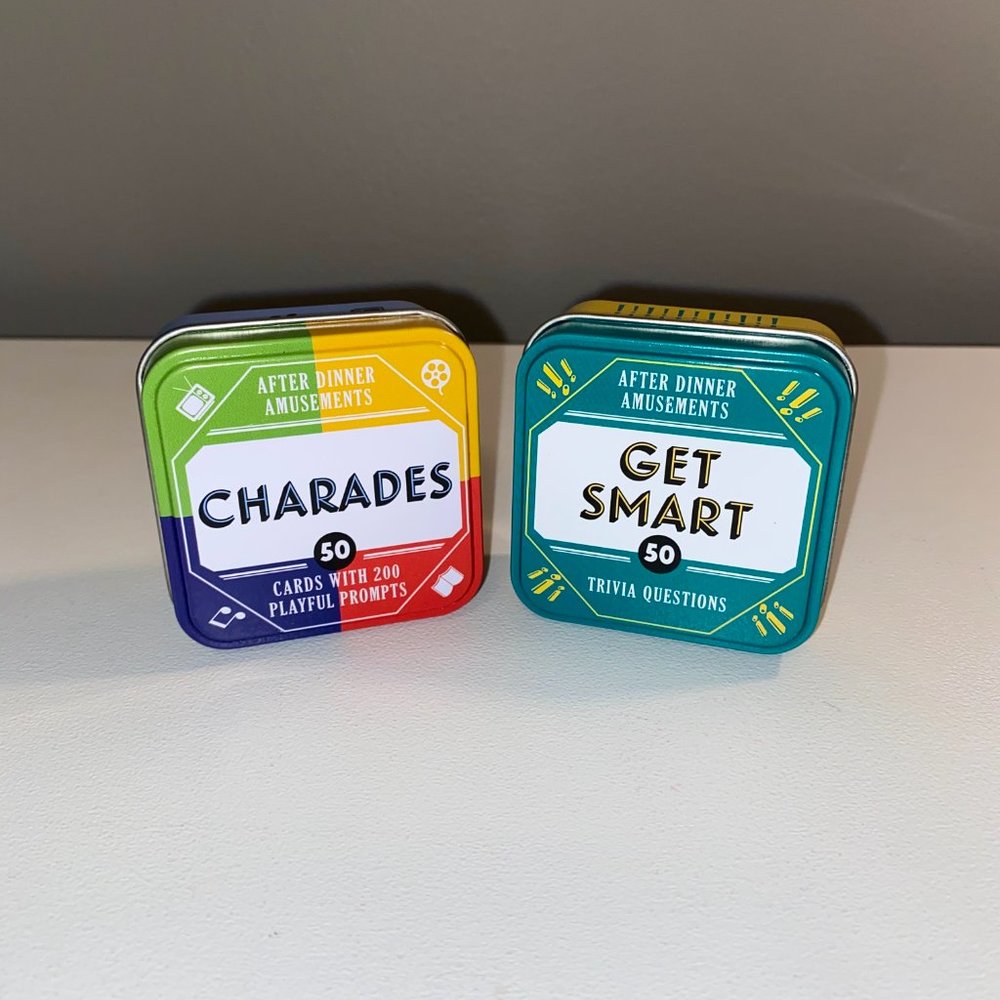 AFTER DINNER
AMUSEMENTS
CHARADES
50
CARDS WITH 200
PLAYFUL PROMPTS
AFTER DINNER
AMUSEMENTS
GET
SMART
50
TRIVIA QUESTIONS